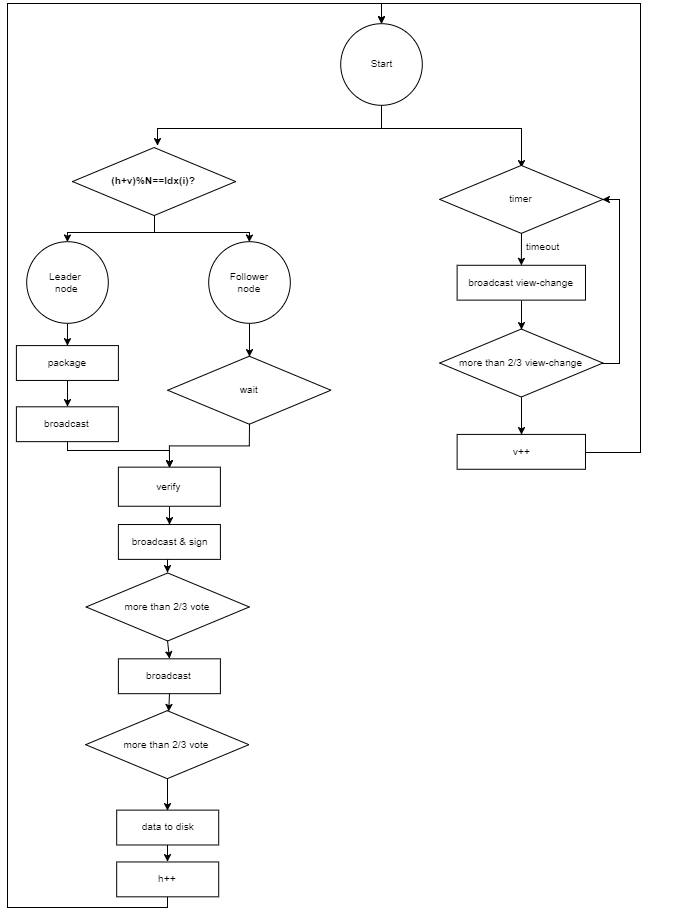 Start
(h+v)%N==Idx(i)?
timer
timeout
Leader
node
Follower
node
broadcast view-change
package
wait
more than 2/3 view-change
broadcast
v++
verify
broadcast & sign
more than 2/3 vote
broadcast
more than 2/3 vote
data to disk
h++